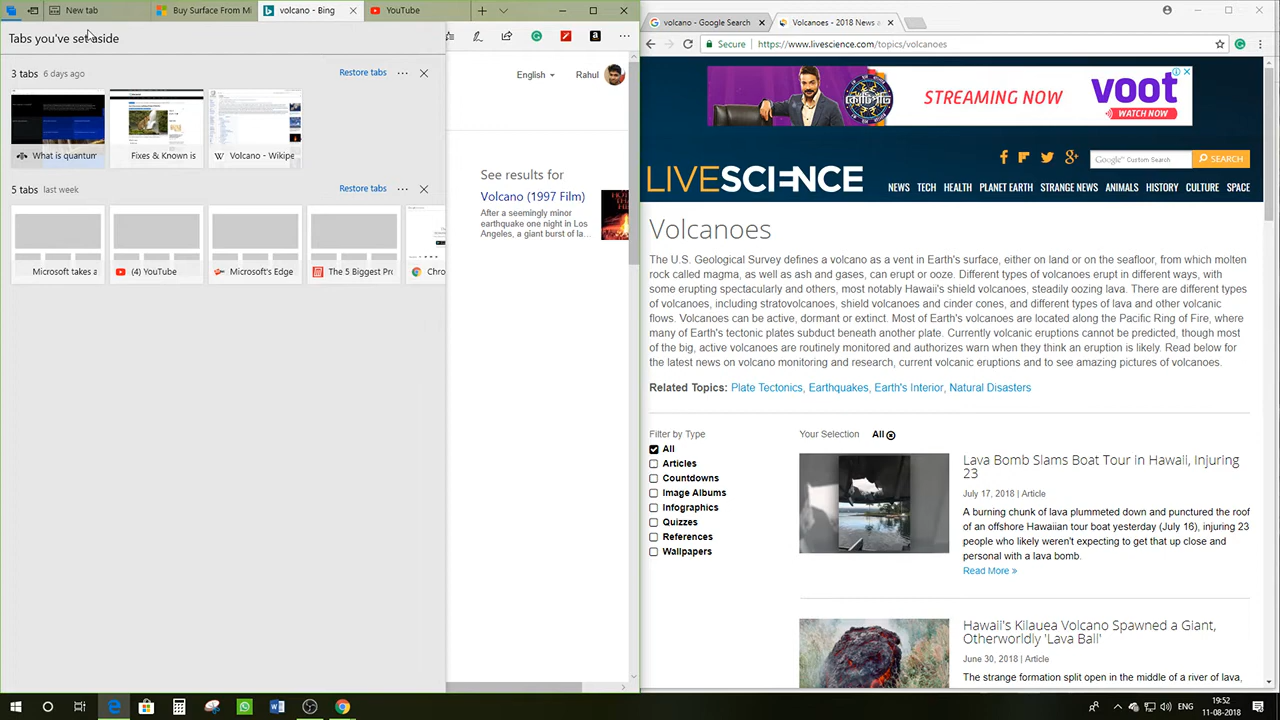 New tab
Buy Surface From Mi
volcano - Bing
YouTube
Tabs you've set aside
3 tabs 6 days ago
Restore tabs
What is quantum
Fixes & Known is
Volcano - Wikipe
5 tabs last week
Restore tabs
Microsoft takes a
(4) YouTube
Microsoft's Edge
The 5 Biggest Pro
Chro
English
Rahul
See results for
Volcano (1997 Film)
After a seemingly minor
earthquake one night in Los
Angeles, a giant burst of la...
volcano - Google Search
Volcanoes - 2018 News a
Secure
https://www.livescience.com/topics/volcanoes
STREAMING NOW
voot
WATCH NOW
LIVESCIENCE
Google Custom Search
SEARCH
NEWS TECH HEALTH PLANET EARTH STRANGE NEWS ANIMALS HISTORY CULTURE SPACE
Volcanoes
The U.S. Geological Survey defines a volcano as a vent in Earth's surface, either on land or on the seafloor, from which molten
rock called magma, as well as ash and gases, can erupt or ooze. Different types of volcanoes erupt in different ways, with
some erupting spectacularly and others, most notably Hawaii's shield volcanoes, steadily oozing lava. There are different types
of volcanoes, including stratovolcanoes, shield volcanoes and cinder cones, and different types of lava and other volcanic
flows. Volcanoes can be active, dormant or extinct. Most of Earth's volcanoes are located along the Pacific Ring of Fire, where
many of Earth's tectonic plates subduct beneath another plate. Currently volcanic eruptions cannot be predicted, though most
of the big, active volcanoes are routinely monitored and authorizes warn when they think an eruption is likely. Read below for
the latest news on volcano monitoring and research, current volcanic eruptions and to see amazing pictures of volcanoes.
Related Topics: Plate Tectonics, Earthquakes, Earth's Interior, Natural Disasters
Filter by Type
All
Articles
Countdowns
Image Albums
Infographics
Quizzes
References
Wallpapers
Your Selection All
Lava Bomb Slams Boat Tour in Hawaii, Injuring
23
July 17, 2018 | Article
A burning chunk of lava plummeted down and punctured the roof
of an offshore Hawaiian tour boat yesterday (July 16), injuring 23
people who likely weren't expecting to get that up close and
personal with a lava bomb.
Read More »
Hawaii's Kilauea Volcano Spawned a Giant,
Otherworldly 'Lava Ball'
June 30, 2018 | Article
The strange formation split open in the middle of a river of lava,
ENG
19:52
11-08-2018